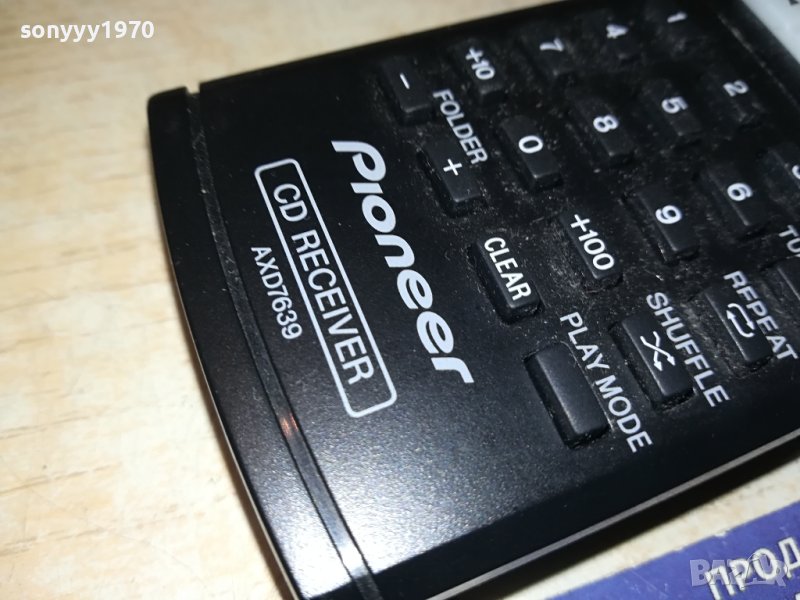 sonyyy1970
1
4
7
+10
-
FOLDER
2
5
8
0
+
6
9
+100
CLEAR
REPEAT
SHUFFLE
PLAY MODE
Pioneer
CD RECEIVER
AXD7639
BAZAR